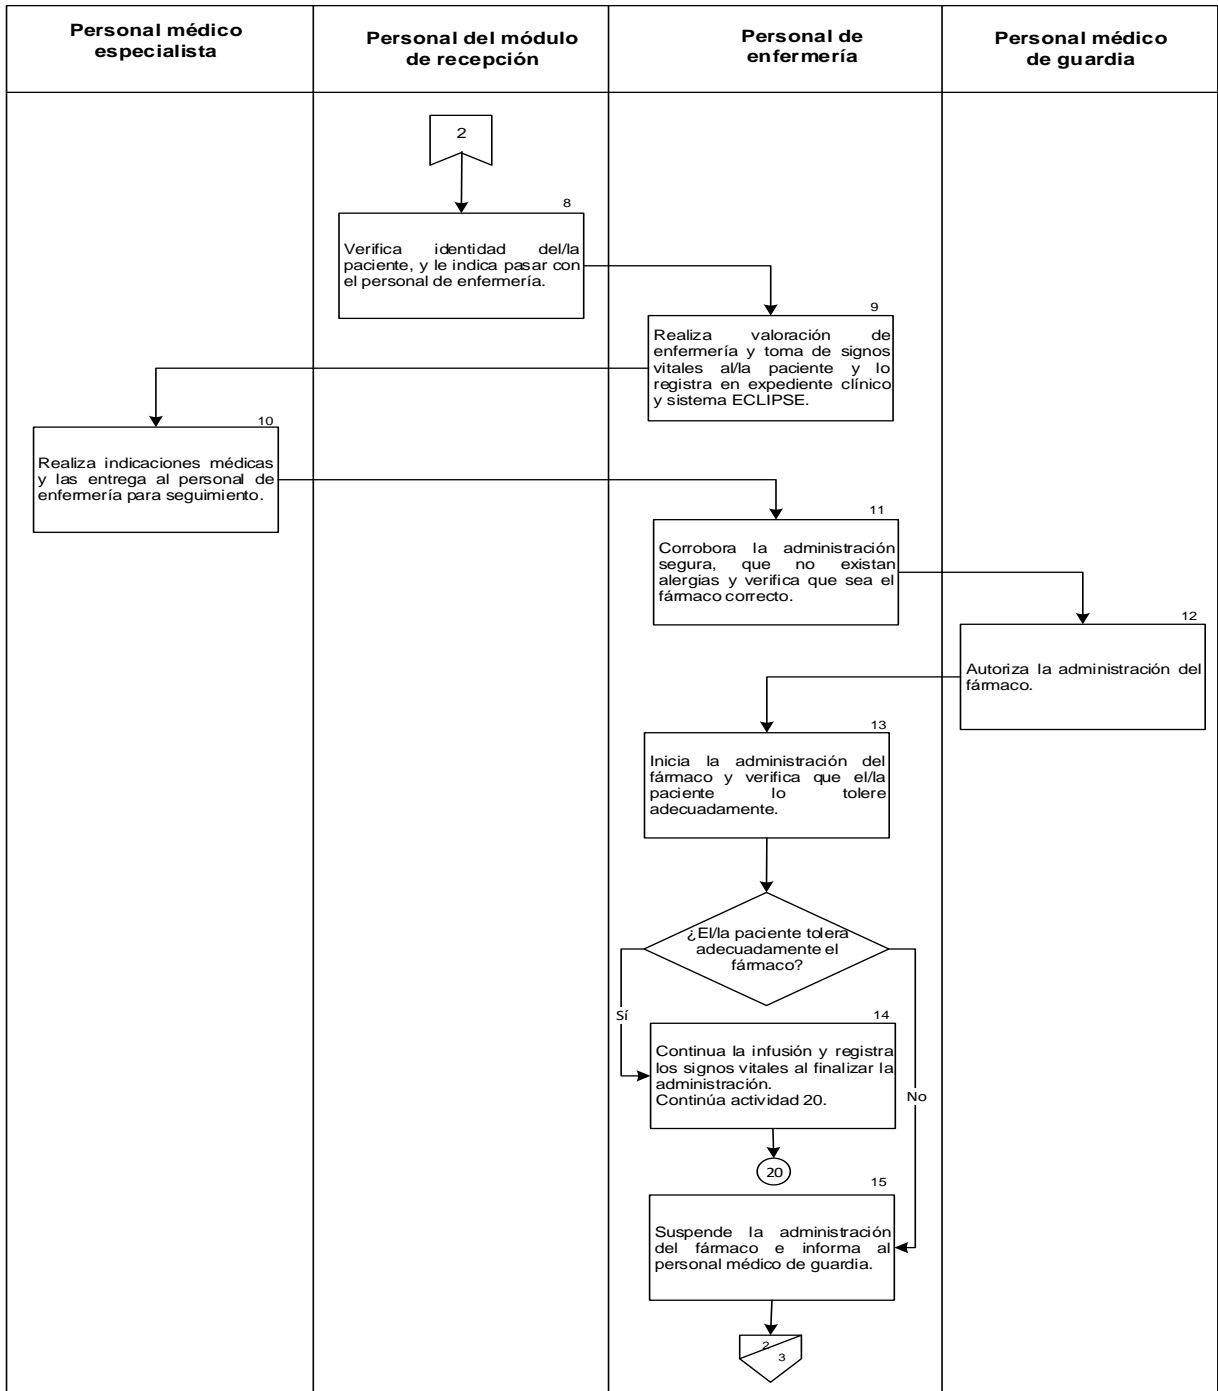 Personal médico
especialista
Personal del módulo
de recepción
Personal de
enfermería
Personal médico
de guardia
2
8
Verifica identidad del/la
paciente, y le indica pasar con
el personal de enfermería.
9
Realiza valoración de
enfermería y toma de signos
vitales al/la paciente y lo
registra en expediente clínico
y sistema ECLIPSE.
10
Realiza indicaciones médicas
y las entrega al personal de
enfermería para seguimiento.
11
Corrobora la administración
segura, que no existan
alergias y verifica que sea el
fármaco correcto.
12
Autoriza la administración del
fármaco.
13
Inicia la administración del
fármaco y verifica que el/la
paciente lo tolere
adecuadamente.
¿El/la paciente tolera
adecuadamente el
fármaco?
Sí
14
Continua la infusión y registra
los signos vitales al finalizar la
administración.
Continúa actividad 20.
No
20
15
Suspende la administración
del fármaco e informa al
personal médico de guardia.
2
3